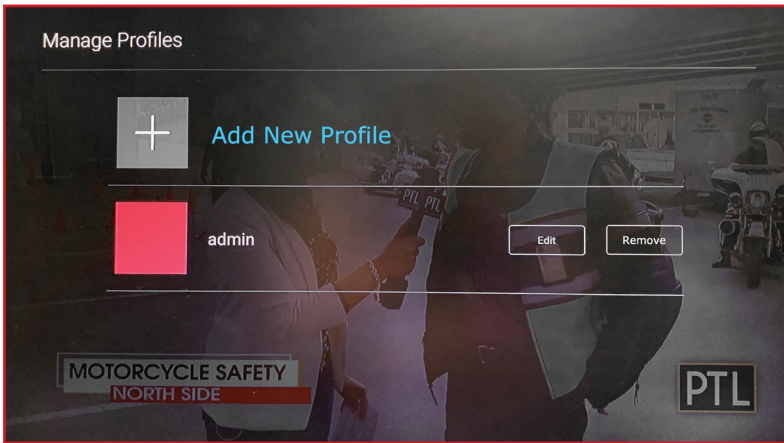 Manage Profiles
Add New Profile
admin
Edit
Remove
PTL PTL
MOTORCYCLE SAFETY
NORTH SIDE
PTL